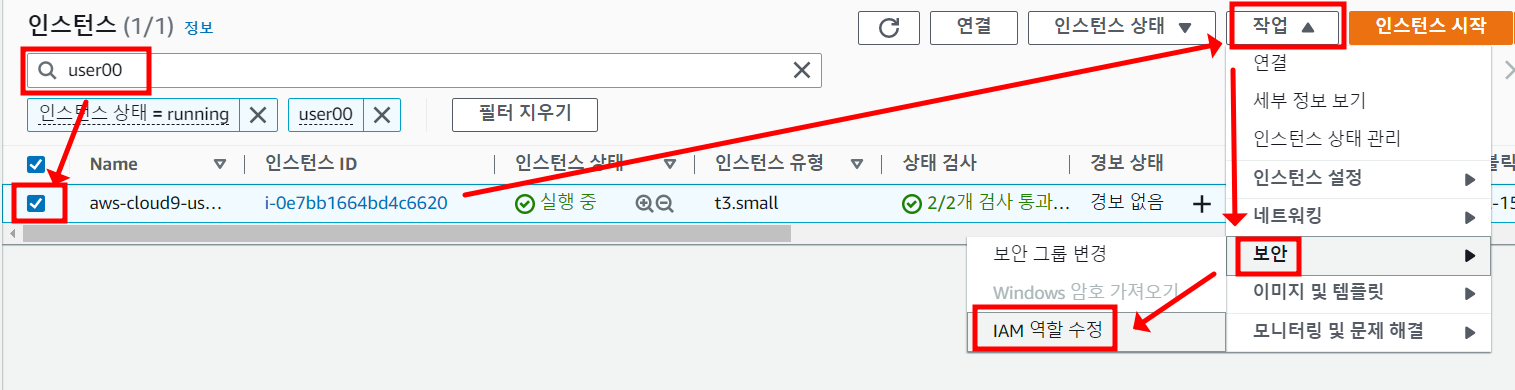 인스턴스 (1/1) 정보
연결
인스턴스 상태
작업
인스턴스 시작
user00
인스턴스 상태 = running
user00
필터 지우기
Name 인스턴스 ID 인스턴스 상태 인스턴스 유형 상태 검사 경보 상태
aws-cloud9-us... i-0e7bb1664bd4c6620 실행 중 t3.small 2/2개 검사 통과... 경보 없음
연결
세부 정보 보기
인스턴스 상태 관리
인스턴스 설정
네트워킹
보안
이미지 및 템플릿
모니터링 및 문제 해결
보안 그룹 변경
Windows 암호 가져오기
IAM 역할 수정